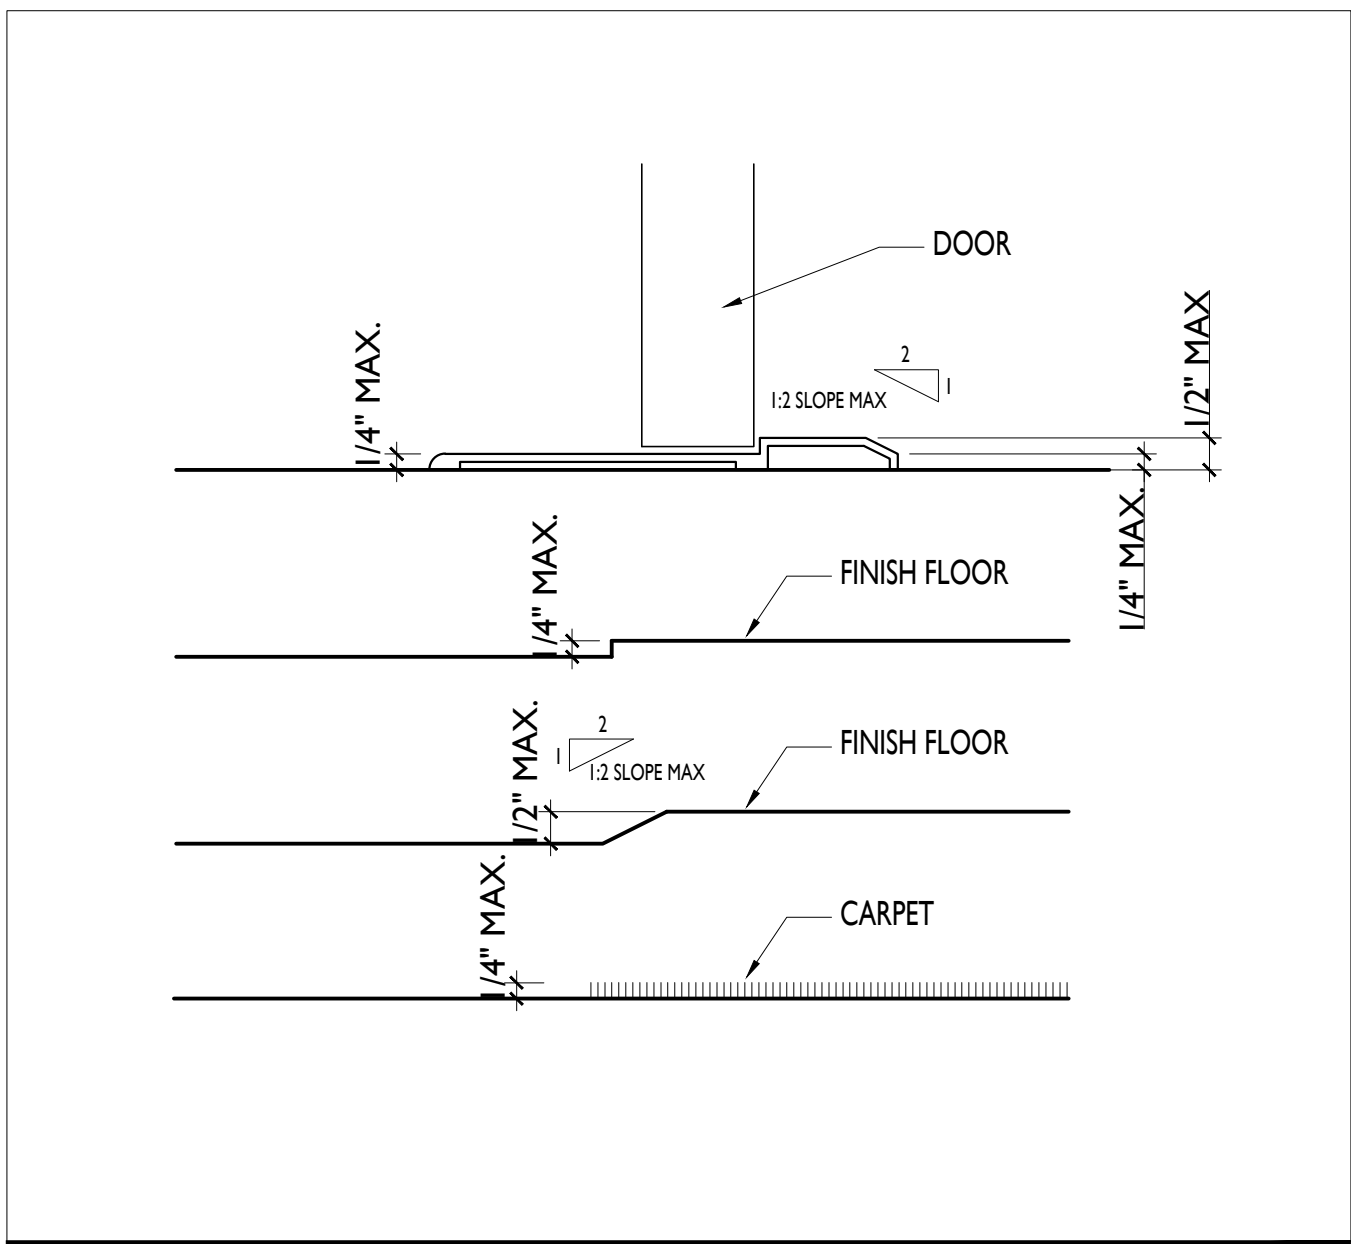 DOOR
1/4" MAX.
1/2" MAX
2
1
1:2 SLOPE MAX
1/4" MAX.
1/4" MAX.
FINISH FLOOR
1/2" MAX.
2
1
1:2 SLOPE MAX
FINISH FLOOR
1/4" MAX.
CARPET